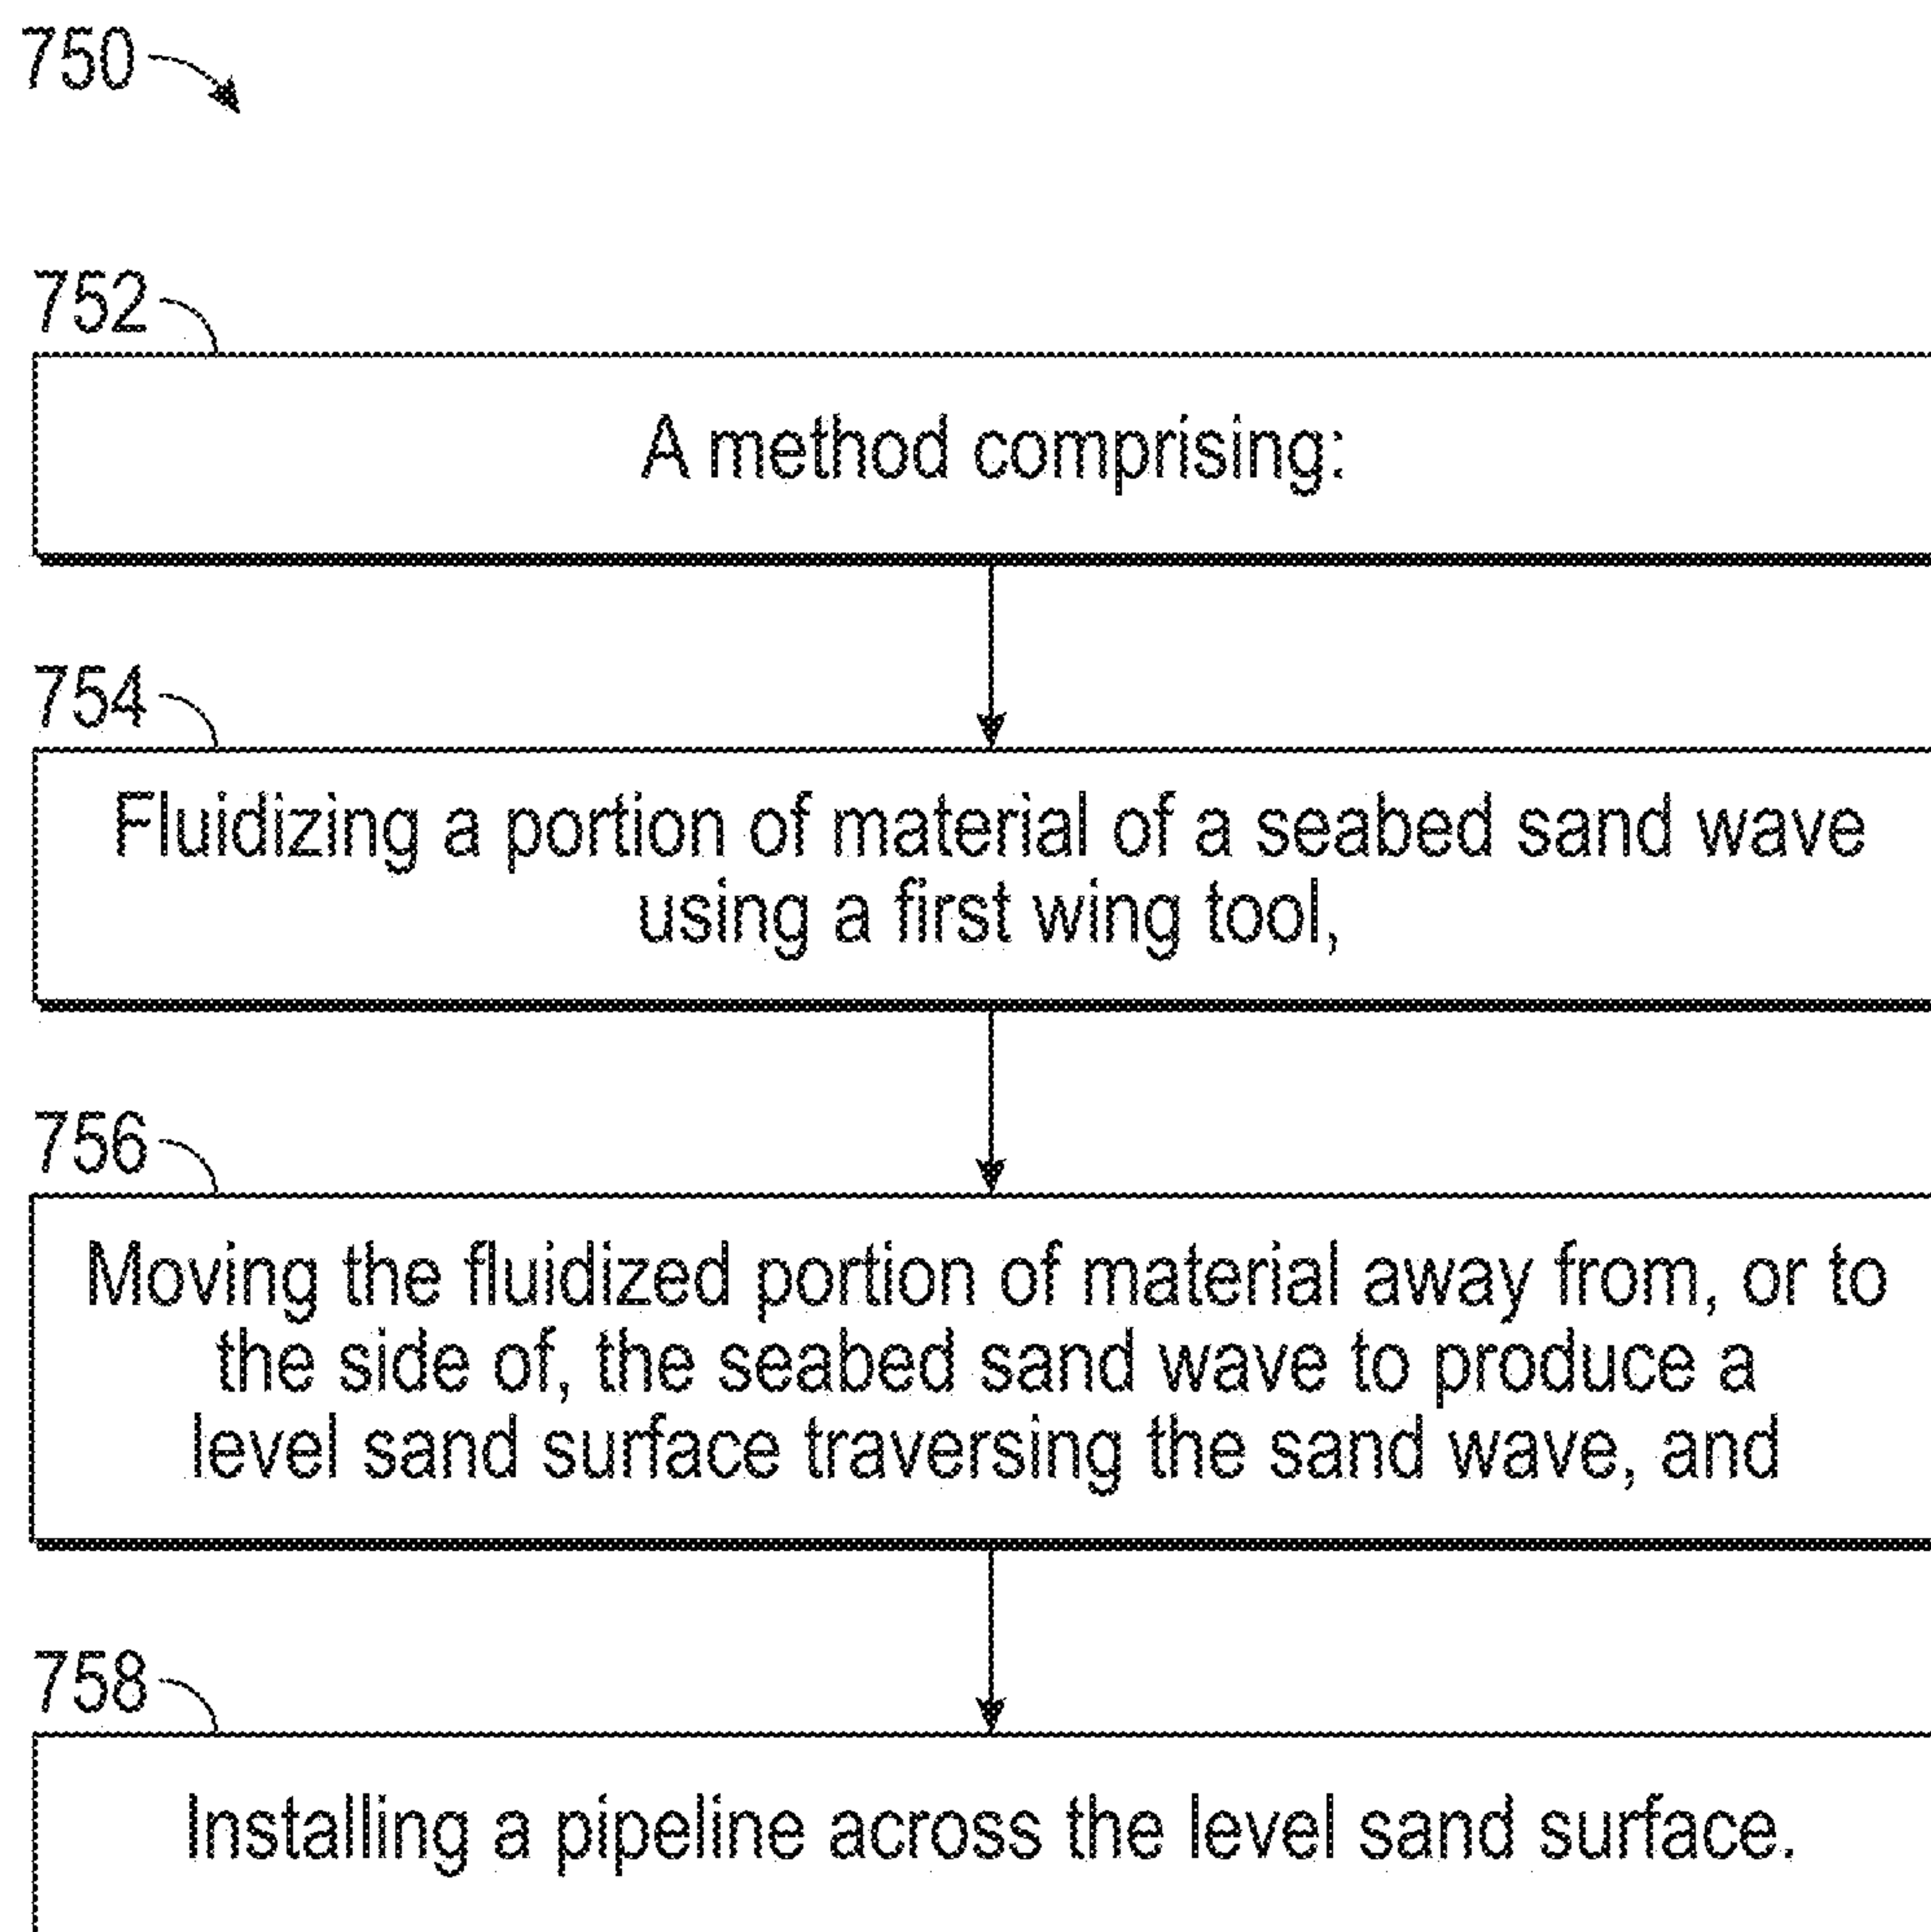 750
752
A method comprising:
754
Fluidizing a portion of material of a seabed sand wave
using a first wing tool,
756
Moving the fluidized portion of material away from, or to
the side of, the seabed sand wave to produce a
level sand surface traversing the sand wave, and
758
Installing a pipeline across the level sand surface.